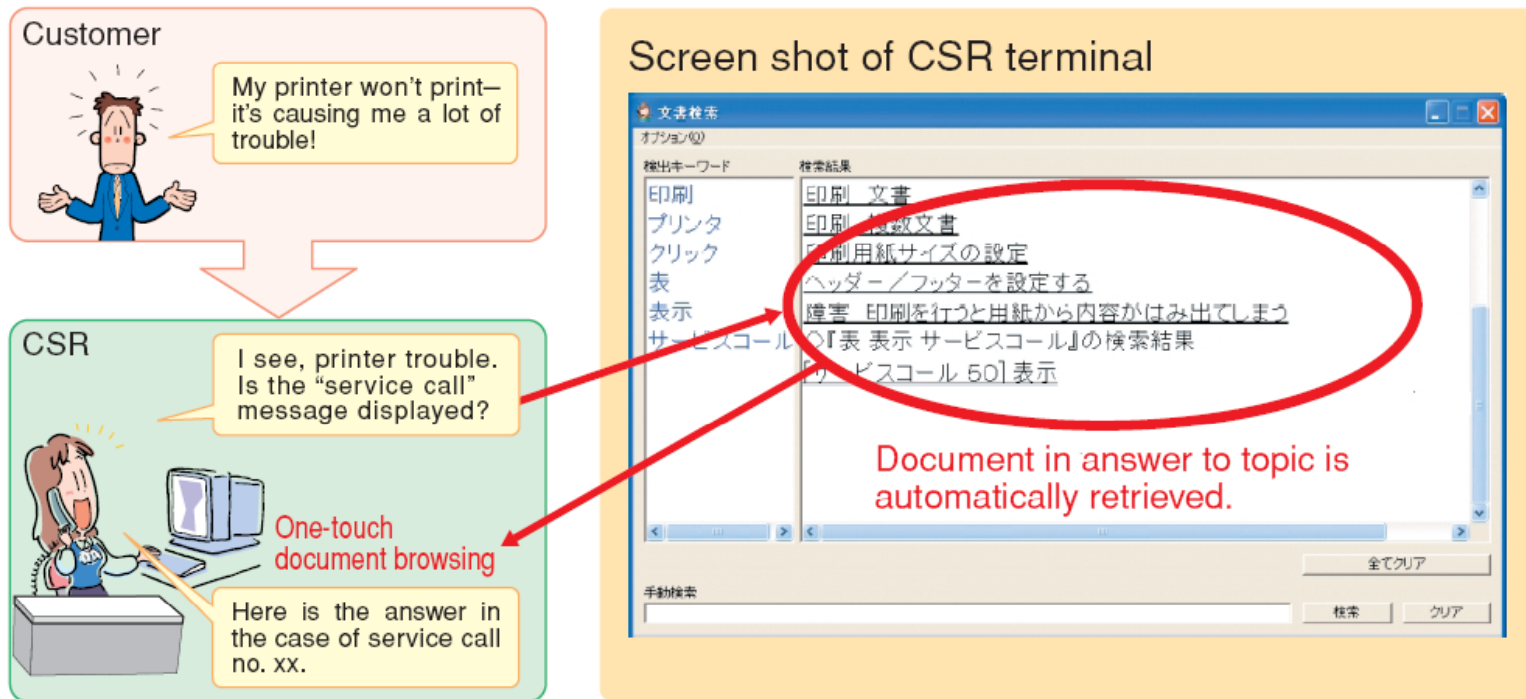 Customer
My printer won't print—
it's causing me a lot of
trouble!
CSR
I see, printer trouble.
Is the “service call”
message displayed?
One-touch
document browsing
Here is the answer in
the case of service call
no. xx.
Screen shot of CSR terminal
文書検索
オプション(O)
検出キーワード
検索結果
印刷
プリンタ
クリック
表
表示
サービスコール
印刷 文書
印刷 複数文書
印刷用紙サイズの設定
ヘッダー/フッターを設定する
障害 印刷を行うと用紙から内容がはみ出てしまう
◇『表 表示 サービスコール』の検索結果
[サービスコール 50] 表示
Document in answer to topic is
automatically retrieved.
全てクリア
手動検索
検索
クリア